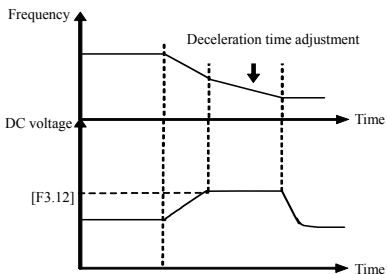 Frequency
Deceleration time adjustment
Time
DC voltage
[F3.12]
Time